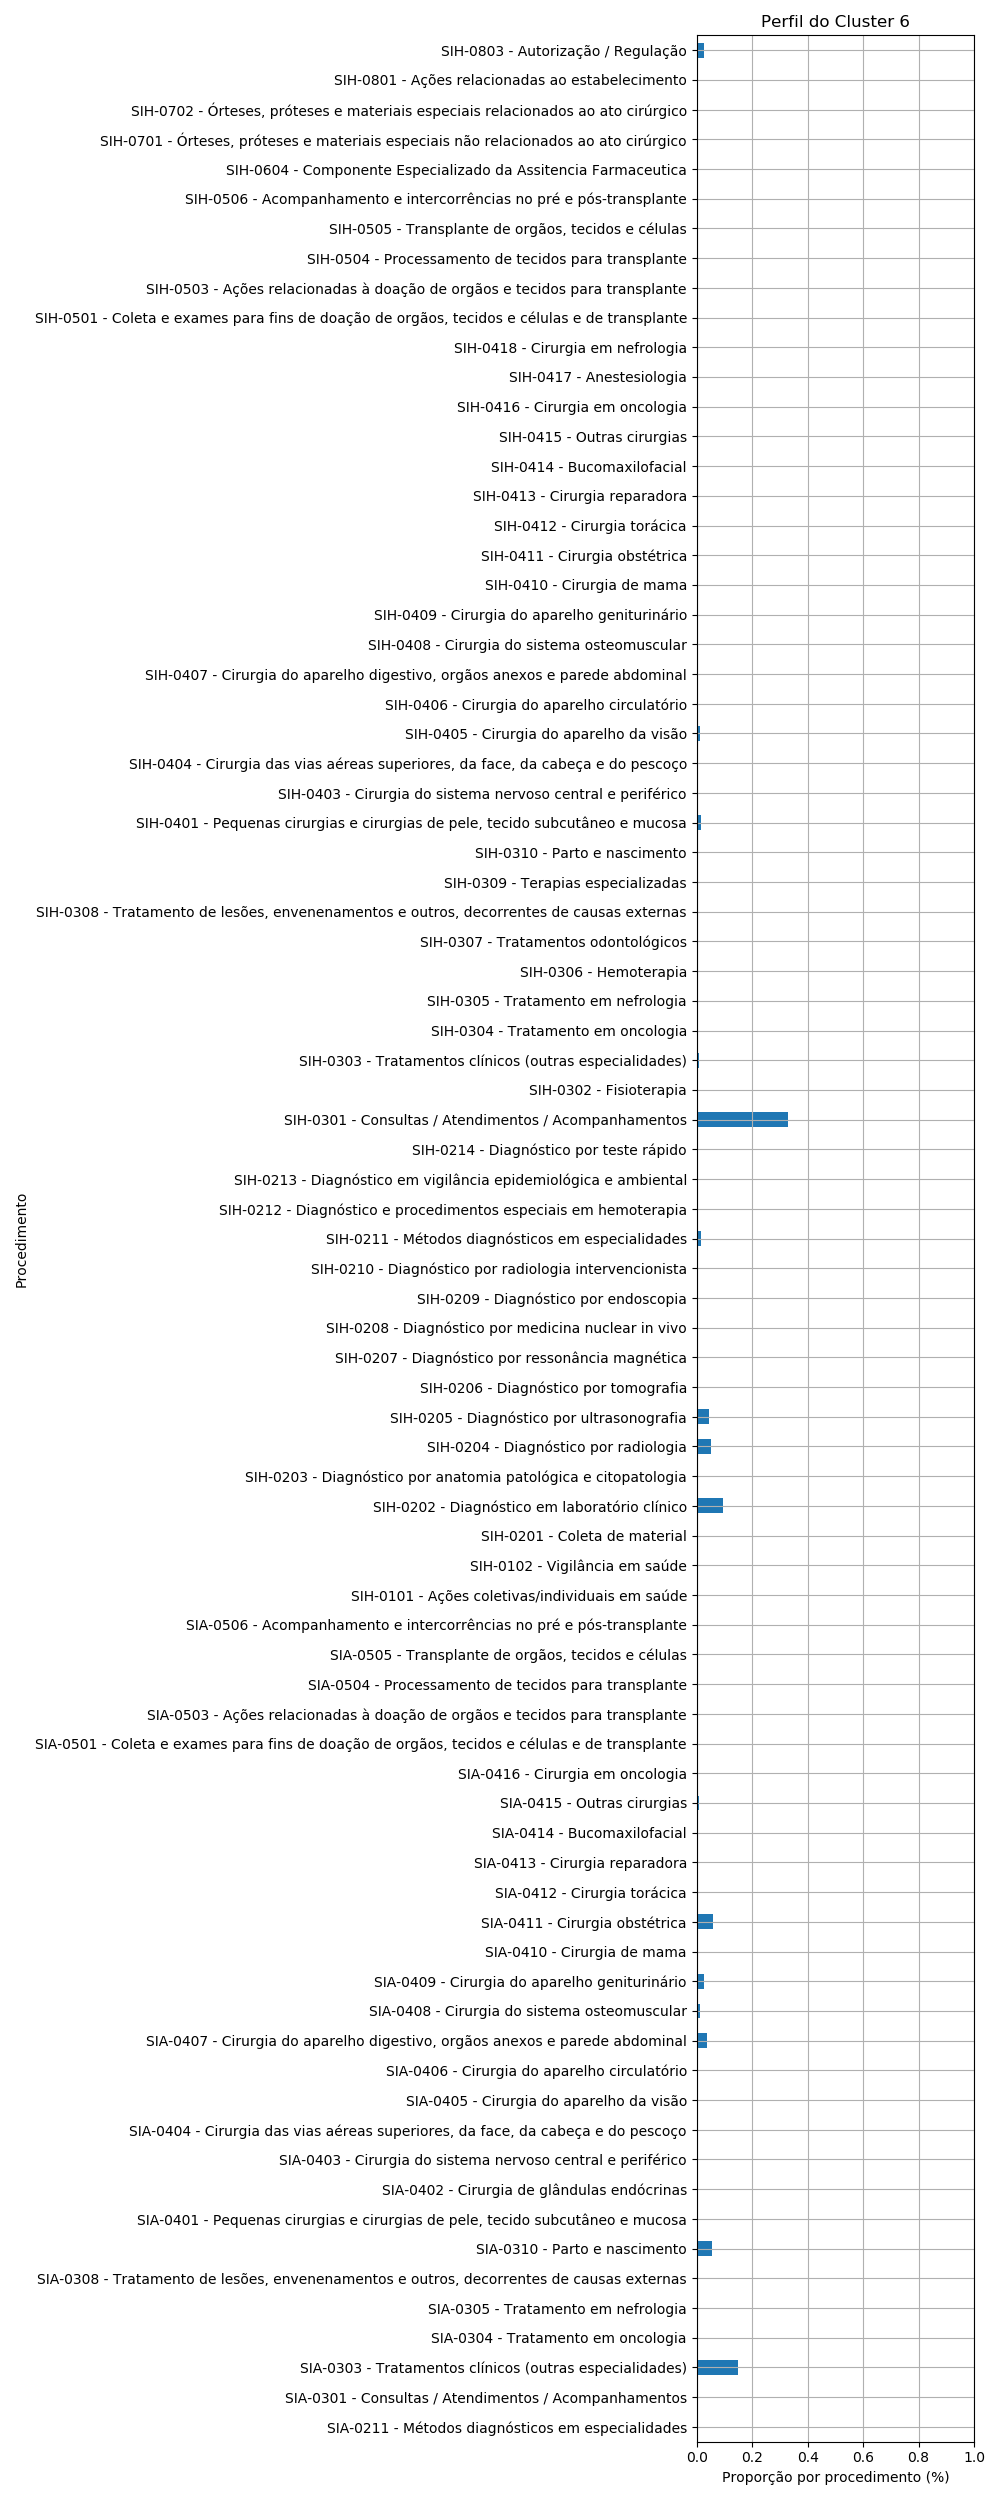 Perfil do Cluster 6
SIH-0803 - Autorização / Regulação
SIH-0801 - Ações relacionadas ao estabelecimento
SIH-0702 - Órteses, próteses e materiais especiais relacionados ao ato cirúrgico
SIH-0701 - Órteses, próteses e materiais especiais não relacionados ao ato cirúrgico
SIH-0604 - Componente Especializado da Assitencia Farmaceutica
SIH-0506 - Acompanhamento e intercorrências no pré e pós-transplante
SIH-0505 - Transplante de orgãos, tecidos e células
SIH-0504 - Processamento de tecidos para transplante
SIH-0503 - Ações relacionadas à doação de orgãos e tecidos para transplante
SIH-0501 - Coleta e exames para fins de doação de orgãos, tecidos e células e de transplante
SIH-0418 - Cirurgia em nefrologia
SIH-0417 - Anestesiologia
SIH-0416 - Cirurgia em oncologia
SIH-0415 - Outras cirurgias
SIH-0414 - Bucomaxilofacial
SIH-0413 - Cirurgia reparadora
SIH-0412 - Cirurgia torácica
SIH-0411 - Cirurgia obstétrica
SIH-0410 - Cirurgia de mama
SIH-0409 - Cirurgia do aparelho geniturinário
SIH-0408 - Cirurgia do sistema osteomuscular
SIH-0407 - Cirurgia do aparelho digestivo, orgãos anexos e parede abdominal
SIH-0406 - Cirurgia do aparelho circulatório
SIH-0405 - Cirurgia do aparelho da visão
SIH-0404 - Cirurgia das vias aéreas superiores, da face, da cabeça e do pescoço
SIH-0403 - Cirurgia do sistema nervoso central e periférico
SIH-0401 - Pequenas cirurgias e cirurgias de pele, tecido subcutâneo e mucosa
SIH-0310 - Parto e nascimento
SIH-0309 - Terapias especializadas
SIH-0308 - Tratamento de lesões, envenenamentos e outros, decorrentes de causas externas
SIH-0307 - Tratamentos odontológicos
SIH-0306 - Hemoterapia
SIH-0305 - Tratamento em nefrologia
SIH-0304 - Tratamento em oncologia
SIH-0303 - Tratamentos clínicos (outras especialidades)
SIH-0302 - Fisioterapia
SIH-0301 - Consultas / Atendimentos / Acompanhamentos
SIH-0214 - Diagnóstico por teste rápido
SIH-0213 - Diagnóstico em vigilância epidemiológica e ambiental
SIH-0212 - Diagnóstico e procedimentos especiais em hemoterapia
SIH-0211 - Métodos diagnósticos em especialidades
SIH-0210 - Diagnóstico por radiologia intervencionista
SIH-0209 - Diagnóstico por endoscopia
SIH-0208 - Diagnóstico por medicina nuclear in vivo
SIH-0207 - Diagnóstico por ressonância magnética
SIH-0206 - Diagnóstico por tomografia
SIH-0205 - Diagnóstico por ultrasonografia
SIH-0204 - Diagnóstico por radiologia
SIH-0203 - Diagnóstico por anatomia patológica e citopatologia
SIH-0202 - Diagnóstico em laboratório clínico
SIH-0201 - Coleta de material
SIH-0102 - Vigilância em saúde
SIH-0101 - Ações coletivas/individuais em saúde
SIA-0506 - Acompanhamento e intercorrências no pré e pós-transplante
SIA-0505 - Transplante de orgãos, tecidos e células
SIA-0504 - Processamento de tecidos para transplante
SIA-0503 - Ações relacionadas à doação de orgãos e tecidos para transplante
SIA-0501 - Coleta e exames para fins de doação de orgãos, tecidos e células e de transplante
SIA-0416 - Cirurgia em oncologia
SIA-0415 - Outras cirurgias
SIA-0414 - Bucomaxilofacial
SIA-0413 - Cirurgia reparadora
SIA-0412 - Cirurgia torácica
SIA-0411 - Cirurgia obstétrica
SIA-0410 - Cirurgia de mama
SIA-0409 - Cirurgia do aparelho geniturinário
SIA-0408 - Cirurgia do sistema osteomuscular
SIA-0407 - Cirurgia do aparelho digestivo, orgãos anexos e parede abdominal
SIA-0406 - Cirurgia do aparelho circulatório
SIA-0405 - Cirurgia do aparelho da visão
SIA-0404 - Cirurgia das vias aéreas superiores, da face, da cabeça e do pescoço
SIA-0403 - Cirurgia do sistema nervoso central e periférico
SIA-0402 - Cirurgia de glândulas endócrinas
SIA-0401 - Pequenas cirurgias e cirurgias de pele, tecido subcutâneo e mucosa
SIA-0310 - Parto e nascimento
SIA-0308 - Tratamento de lesões, envenenamentos e outros, decorrentes de causas externas
SIA-0305 - Tratamento em nefrologia
SIA-0304 - Tratamento em oncologia
SIA-0303 - Tratamentos clínicos (outras especialidades)
SIA-0301 - Consultas / Atendimentos / Acompanhamentos
SIA-0211 - Métodos diagnósticos em especialidades
Procedimento
0.0 0.2 0.4 0.6 0.8 1.0
Proporção por procedimento (%)